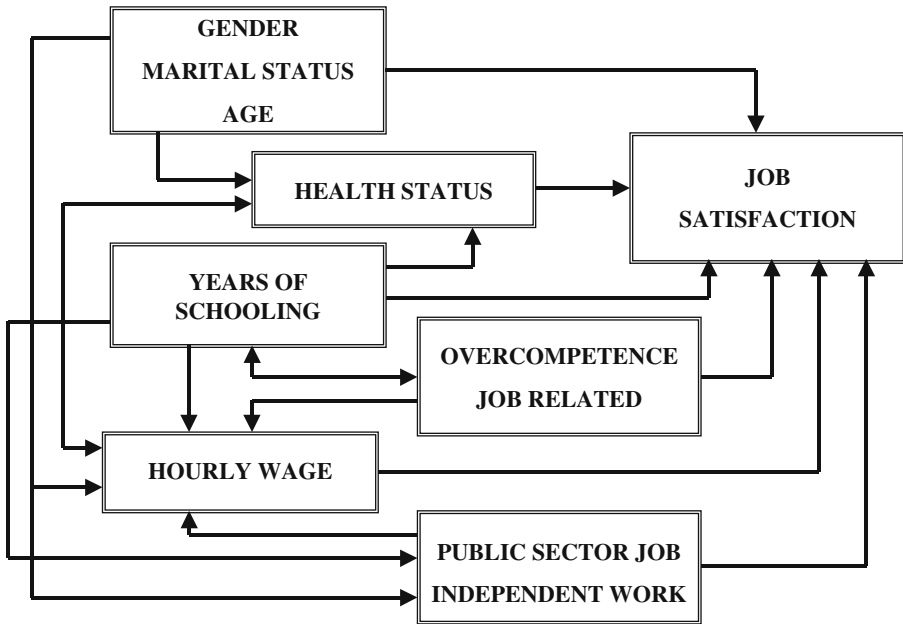 GENDER
MARITAL STATUS
AGE
HEALTH STATUS
JOB
SATISFACTION
YEARS OF
SCHOOLING
OVERCOMPETENCE
JOB RELATED
HOURLY WAGE
PUBLIC SECTOR JOB
INDEPENDENT WORK